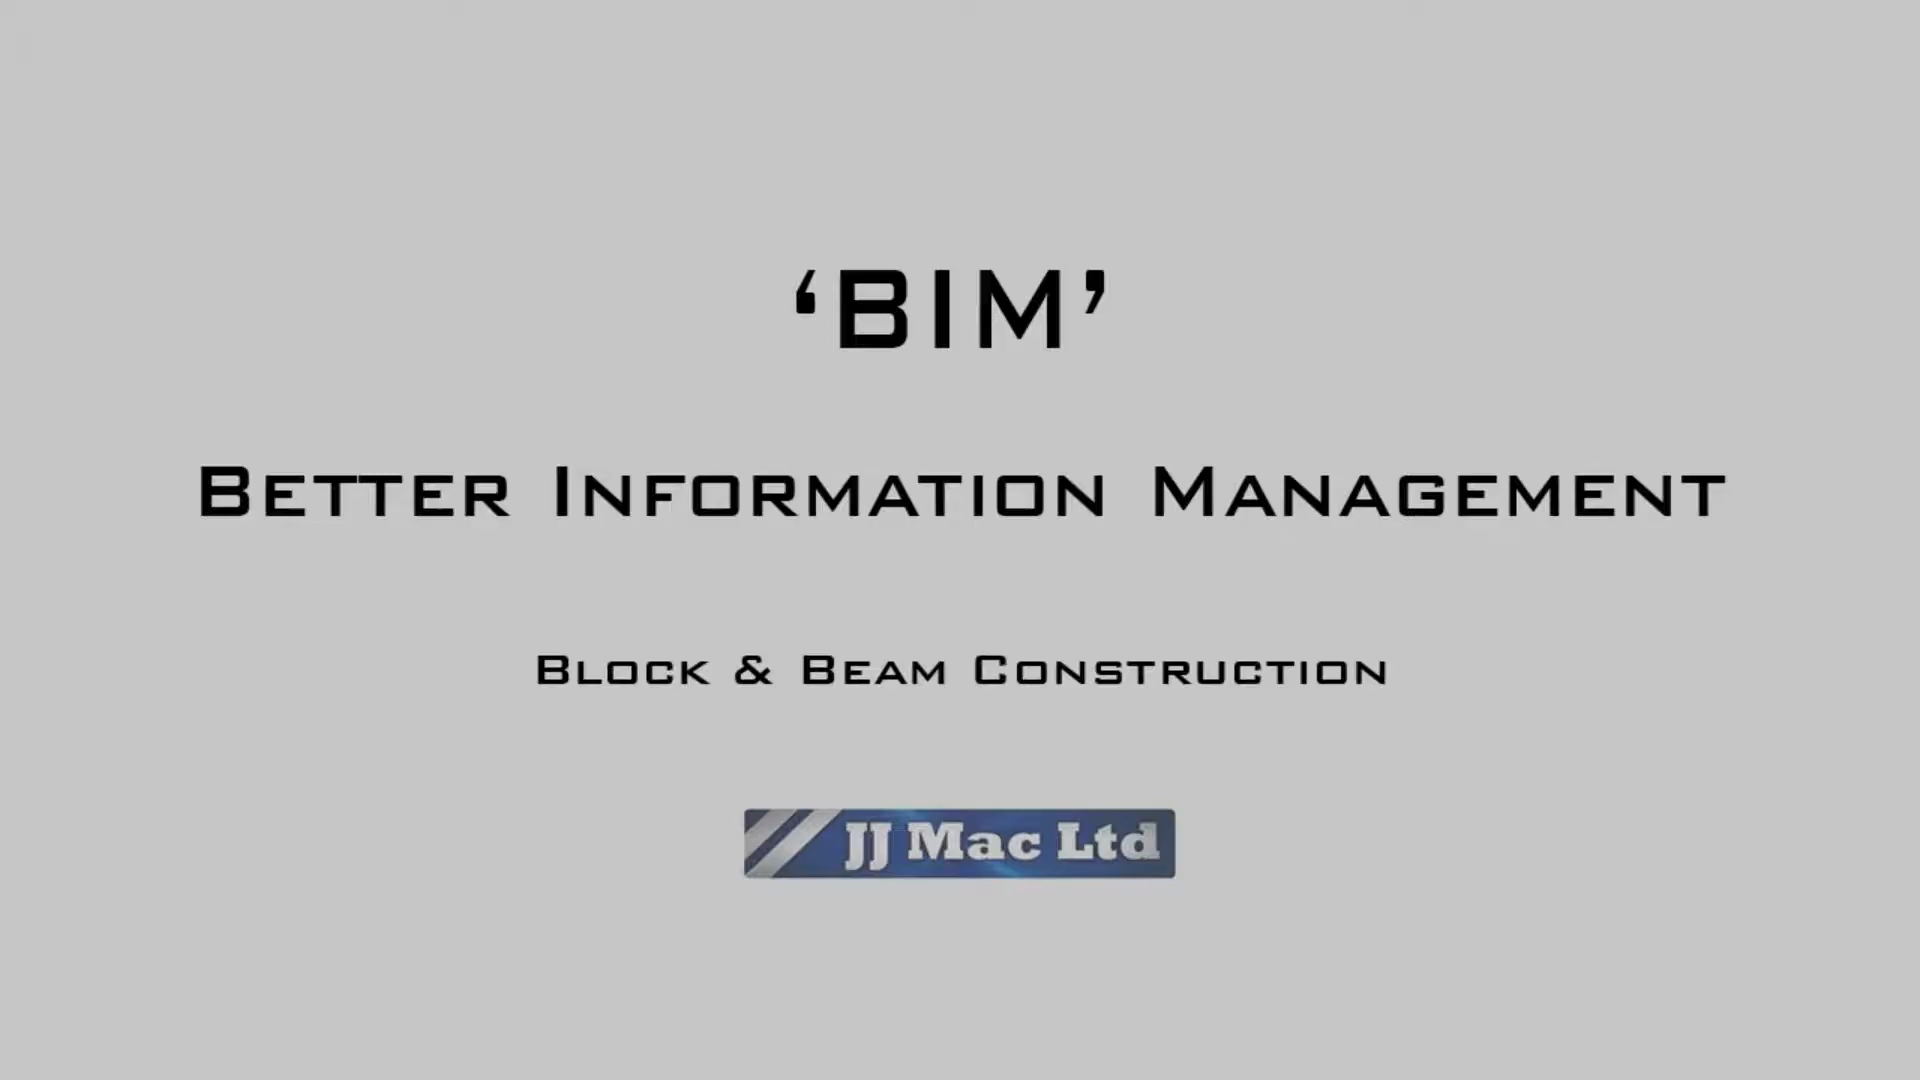 ‘BIM’
Better Information Management
Block & Beam Construction
JJ Mac Ltd